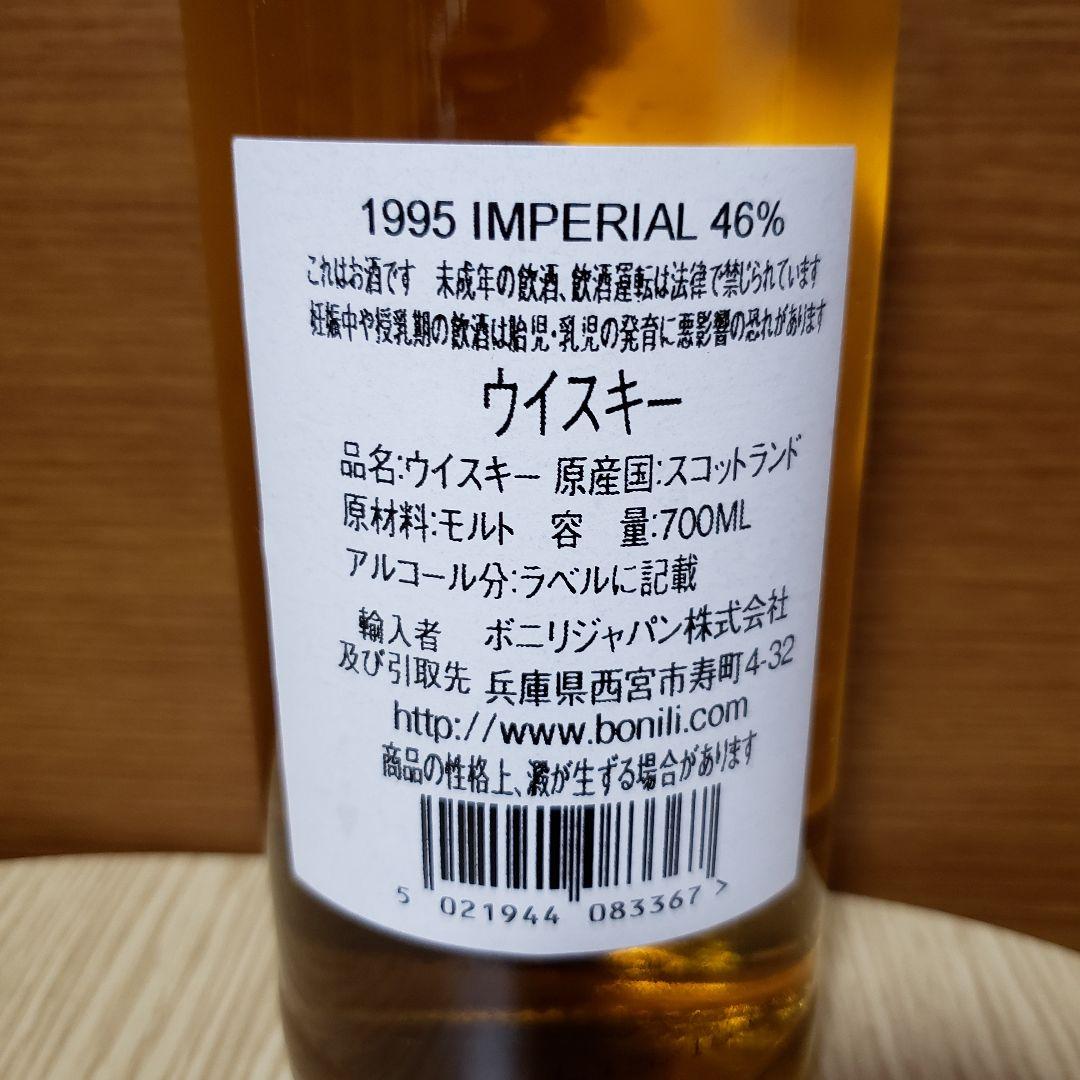 1995 IMPERIAL 46%
これはお酒です　未成年の飲酒、飲酒運転は法律で禁じられています
妊娠中や授乳期の飲酒は胎児・乳児の発育に悪影響の恐れがあります
ウイスキー
品名:ウイスキー 原産国:スコットランド
原材料:モルト　容　量:700ML
アルコール分:ラベルに記載
輸入者　ボニリジャパン株式会社
及び引取先 兵庫県西宮市寿町4-32
http://www.bonili.com
商品の性格上、澱が生ずる場合があります
5 021944 083367 >